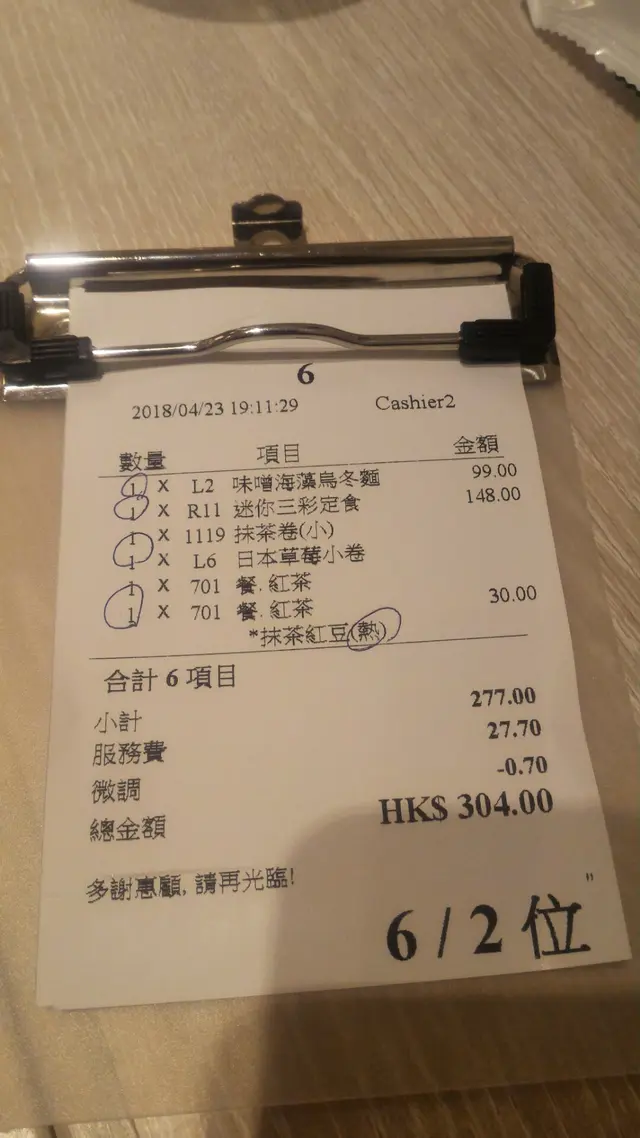 6
2018/04/23 19:11:29 Cashier2
數量 項目 金額
1 X L2 味噌海藻烏冬麵 99.00
1 X R11 迷你三彩定食 148.00
1 X 1119 抹茶卷(小)
1 X L6 日本草莓小卷
1 X 701 餐.紅茶
1 X 701 餐.紅茶 30.00
*抹茶紅豆(熱)
合計 6 項目
小計 277.00
服務費 27.70
微調 -0.70
總金額 HK$ 304.00
多謝惠顧, 請再光臨!
"
6 / 2 位